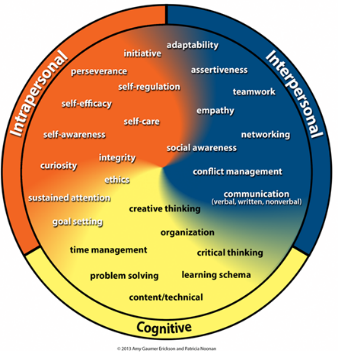 Intrapersonal
Interpersonal
adaptability
initiative
assertiveness
perseverance
self-regulation
teamwork
self-efficacy
empathy
self-care
self-awareness
networking
social awareness
integrity
curiosity
conflict management
ethics
communication
(verbal, written, nonverbal)
sustained attention
creative thinking
goal setting
organization
time management
critical thinking
problem solving
learning schema
content/technical
Cognitive
© 2013 Amy Gaumer Erickson and Patricia Noonan